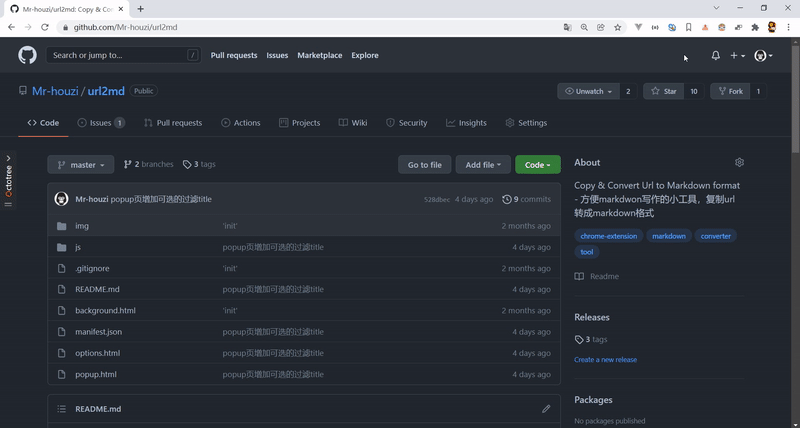 Mr-houzi/url2md: Copy & Con
github.com/Mr-houzi/url2md
Search or jump to...
/
Pull requests
Issues
Marketplace
Explore
Mr-houzi / url2md
Public
Unwatch
2
Star
10
Fork
1
Code
Issues 1
Pull requests
Actions
Projects
Wiki
Security
Insights
Settings
Octotree
master
2 branches
3 tags
Go to file
Add file
Code
Mr-houzi popup页增加可选的过滤title
528dbec 4 days ago
9 commits
img 'init' 2 months ago
js popup页增加可选的过滤title 4 days ago
.gitignore 'init' 2 months ago
README.md popup页增加可选的过滤title 4 days ago
background.html 'init' 2 months ago
manifest.json popup页增加可选的过滤title 4 days ago
options.html popup页增加可选的过滤title 4 days ago
popup.html popup页增加可选的过滤title 4 days ago
README.md
About
Copy & Convert Url to Markdown format
- 方便markdwon写作的小工具，复制url
转成markdown格式
chrome-extension
markdown
converter
tool
Readme
Releases
3 tags
Create a new release
Packages
No packages published